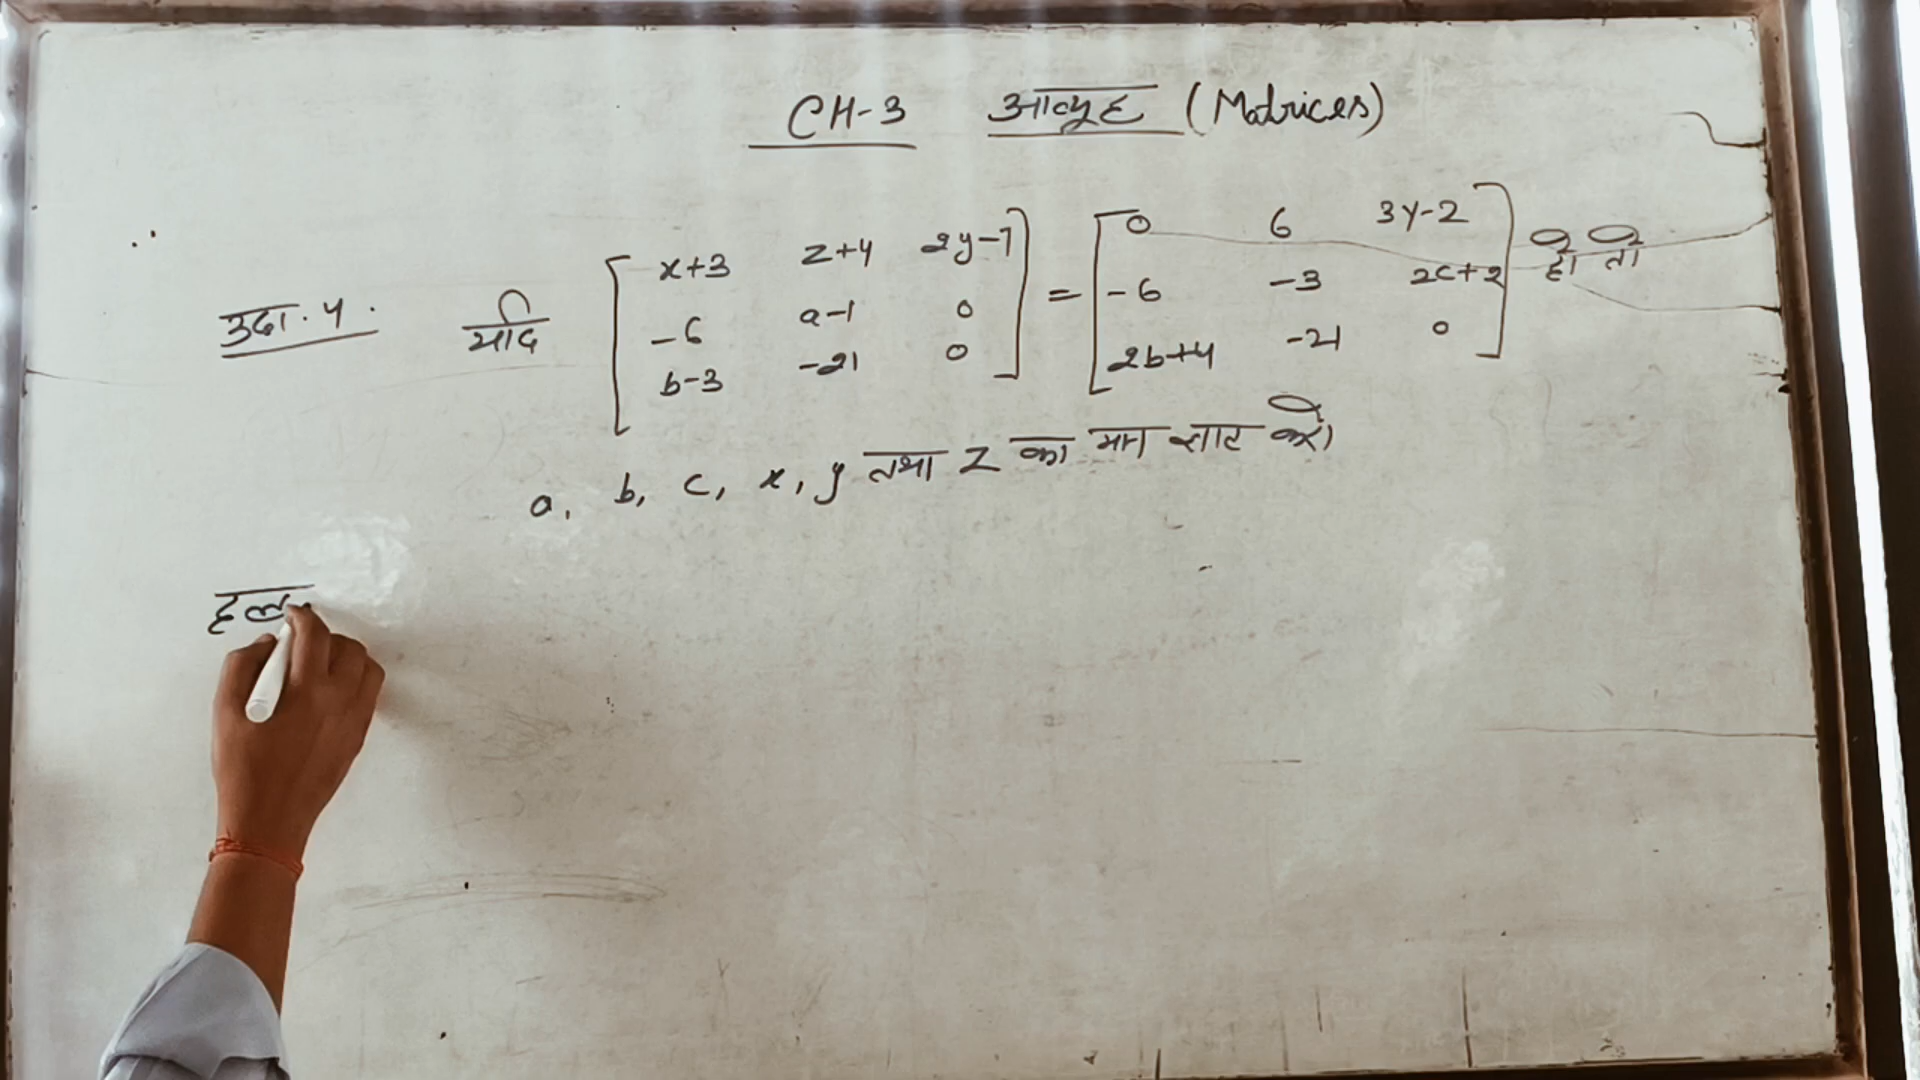 CH-3 आव्यूह (Matrices)
उदा. 4. यदि [ x+3 z+4 2y-7 ] = [ 0 6 3y-2 ] हो तो
-6 a-1 0 -6 -3 2c+2
b-3 -21 0 2b+4 -21 0
a, b, c, x, y तथा z का मान ज्ञात करो
हल